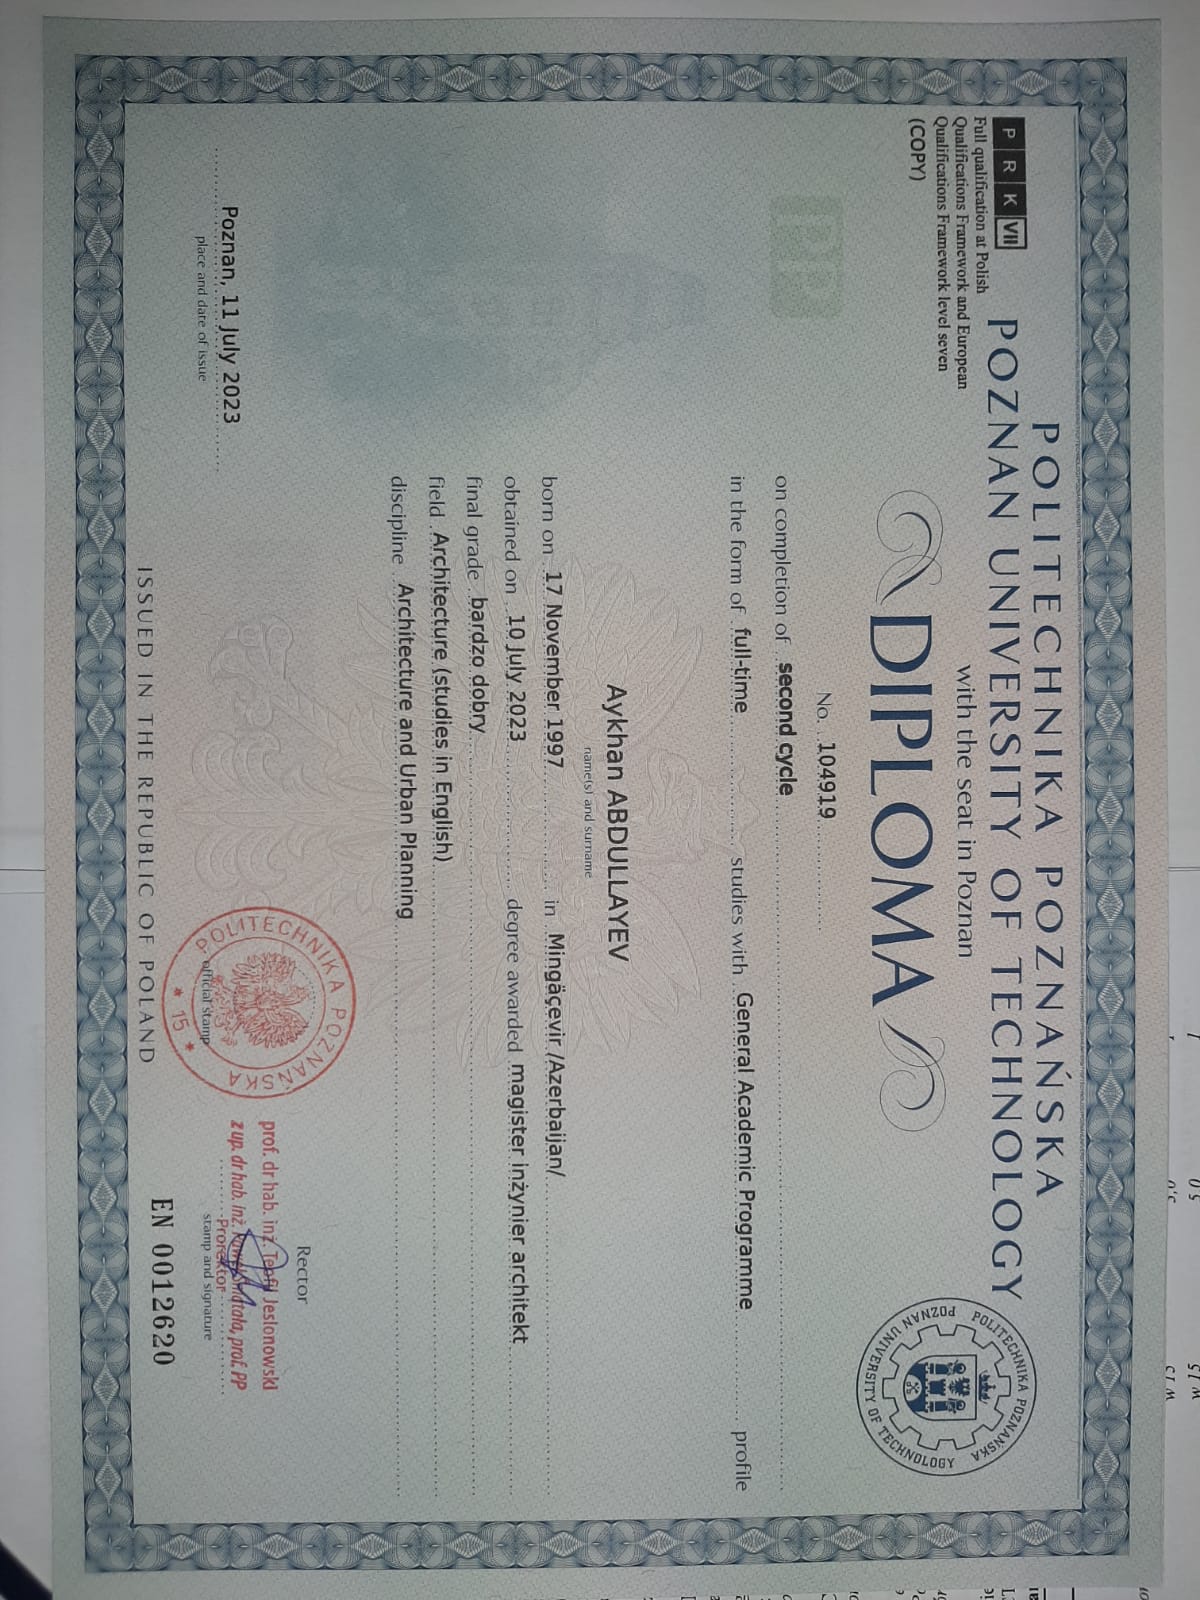 POLITECHNIKA POZNAŃSKA
POZNAN UNIVERSITY OF TECHNOLOGY
with the seat in Poznan
P R K VII
Full qualification at Polish
Qualifications Framework and European
Qualifications Framework level seven
(COPY)
POLITECHNIKA POZNAŃSKA
POZNAN UNIVERSITY OF TECHNOLOGY
DIPLOMA
No. 104919
PP
on completion of second cycle
in the form of full-time studies with General Academic Programme profile
Aykhan ABDULLAYEV
name(s) and surname
born on 17 November 1997 in Mingäçevir /Azerbaijan/
obtained on 10 July 2023 degree awarded magister inżynier architekt
final grade bardzo dobry
field Architecture (studies in English)
discipline Architecture and Urban Planning
Poznan, 11 July 2023
place and date of issue
POLITECHNIKA POZNAŃSKA
* 15 *
official stamp
Rector
prof. dr hab. inż. Teofil Jesionowski
z up. dr hab. inż. prof. PP
Prorektor
stamp and signature
ISSUED IN THE REPUBLIC OF POLAND
EN 0012620